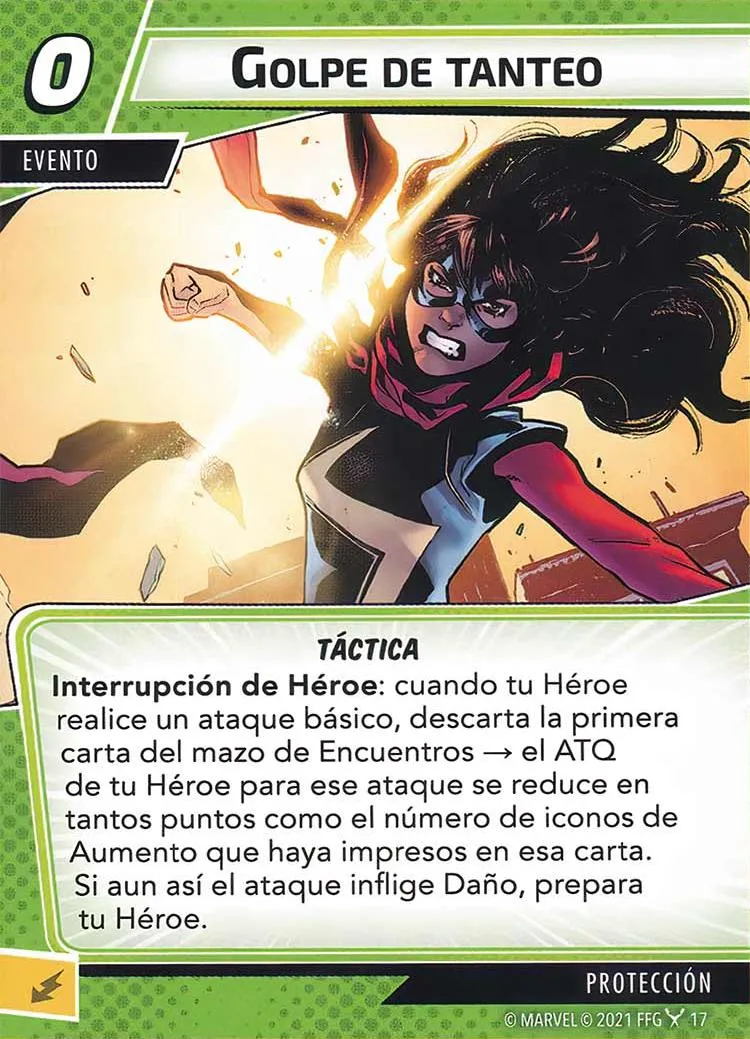 0
GOLPE DE TANTEO
EVENTO
TÁCTICA
Interrupción de Héroe: cuando tu Héroe
realice un ataque básico, descarta la primera
carta del mazo de Encuentros → el ATQ
de tu Héroe para ese ataque se reduce en
tantos puntos como el número de iconos de
Aumento que haya impresos en esa carta.
Si aun así el ataque inflige Daño, prepara
tu Héroe.
PROTECCIÓN
© MARVEL © 2021 FFG 17